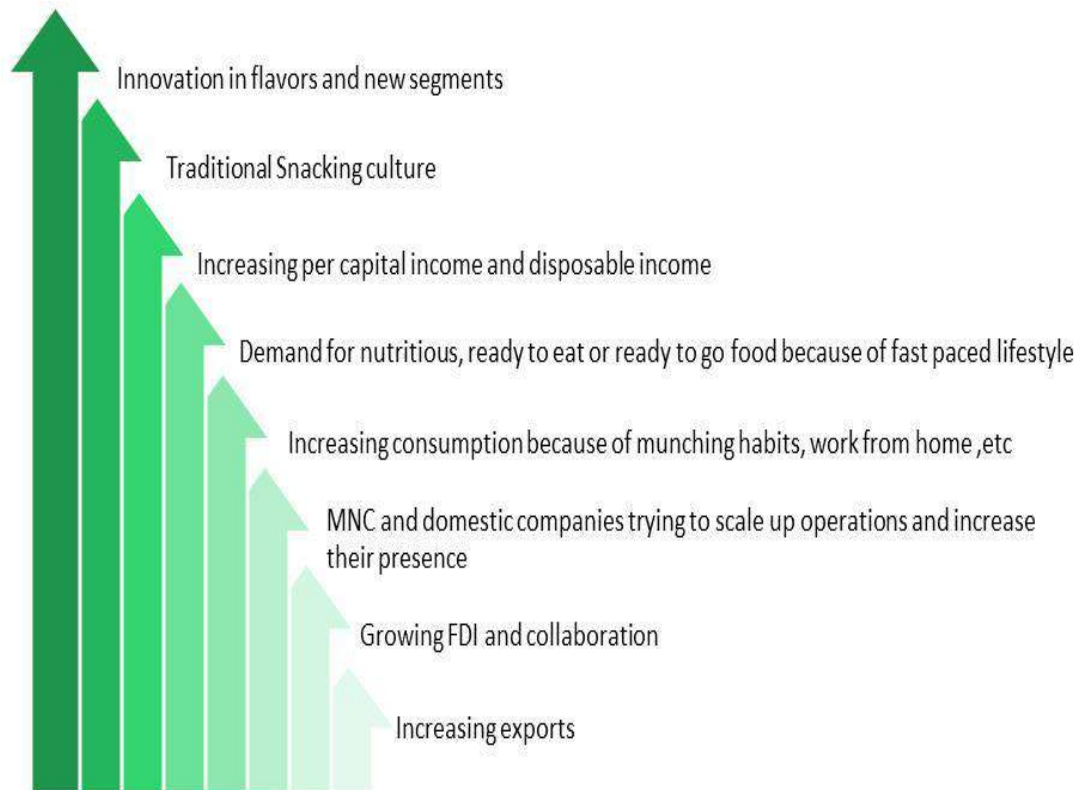 Innovation in flavors and new segments
Traditional Snacking culture
Increasing per capital income and disposable income
Demand for nutritious, ready to eat or ready to go food because of fast paced lifestyle
Increasing consumption because of munching habits, work from home ,etc
MNC and domestic companies trying to scale up operations and increase
their presence
Growing FDI and collaboration
Increasing exports